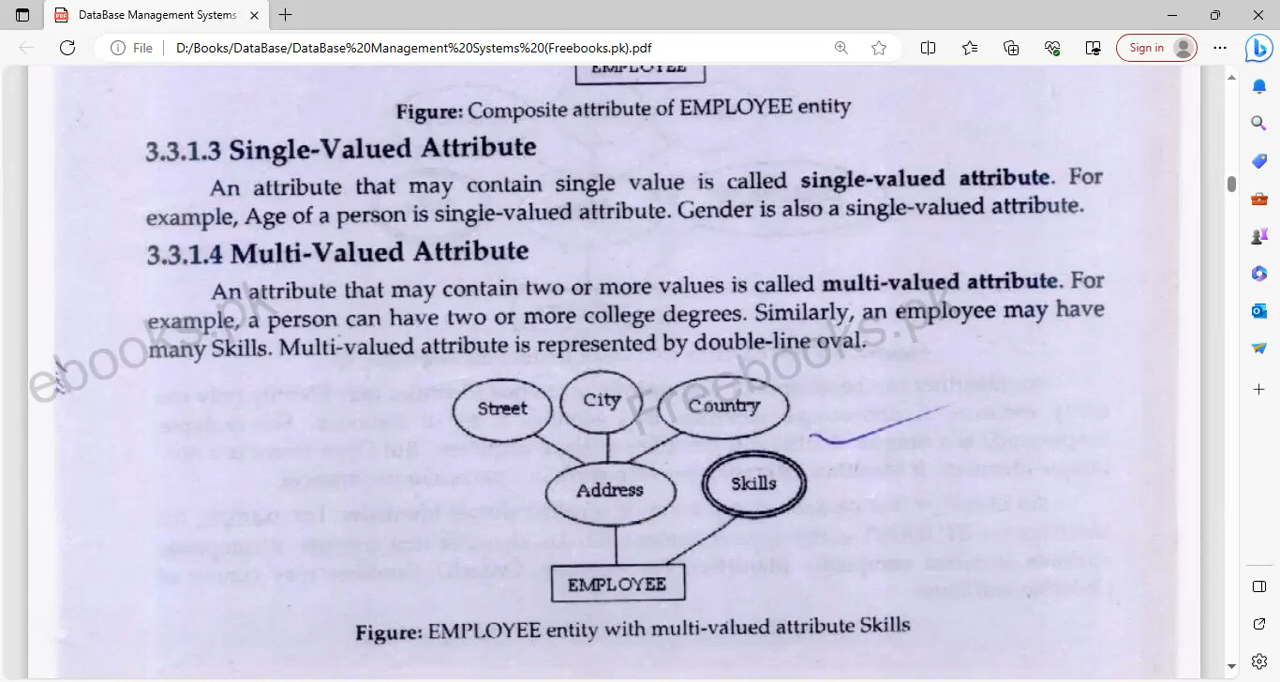 DataBase Management Systems
File
D:/Books/DataBase/DataBase%20Management%20Systems%20(Freebooks.pk).pdf
Sign in
EMPLOYEE
Figure: Composite attribute of EMPLOYEE entity
3.3.1.3 Single-Valued Attribute
An attribute that may contain single value is called single-valued attribute. For
example, Age of a person is single-valued attribute. Gender is also a single-valued attribute.
3.3.1.4 Multi-Valued Attribute
An attribute that may contain two or more values is called multi-valued attribute. For
example, a person can have two or more college degrees. Similarly, an employee may have
many Skills. Multi-valued attribute is represented by double-line oval.
ebooks.pk
Freebooks.pk
Street
City
Country
Address
Skills
EMPLOYEE
Figure: EMPLOYEE entity with multi-valued attribute Skills